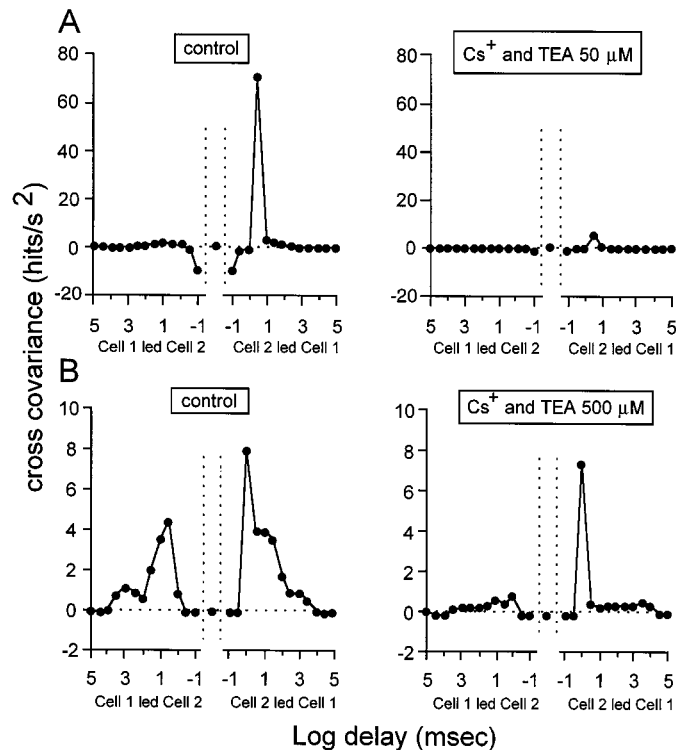 A
control
Cs+ and TEA 50 µM
80
60
40
20
0
-20
80
60
40
20
0
-20
5 3 1 -1 -1 1 3 5
Cell 1 led Cell 2 Cell 2 led Cell 1
5 3 1 -1 -1 1 3 5
Cell 1 led Cell 2 Cell 2 led Cell 1
cross covariance (hits/s²)
B
control
Cs+ and TEA 500 µM
10
8
6
4
2
0
-2
10
8
6
4
2
0
-2
5 3 1 -1 -1 1 3 5
Cell 1 led Cell 2 Cell 2 led Cell 1
5 3 1 -1 -1 1 3 5
Cell 1 led Cell 2 Cell 2 led Cell 1
Log delay (msec)